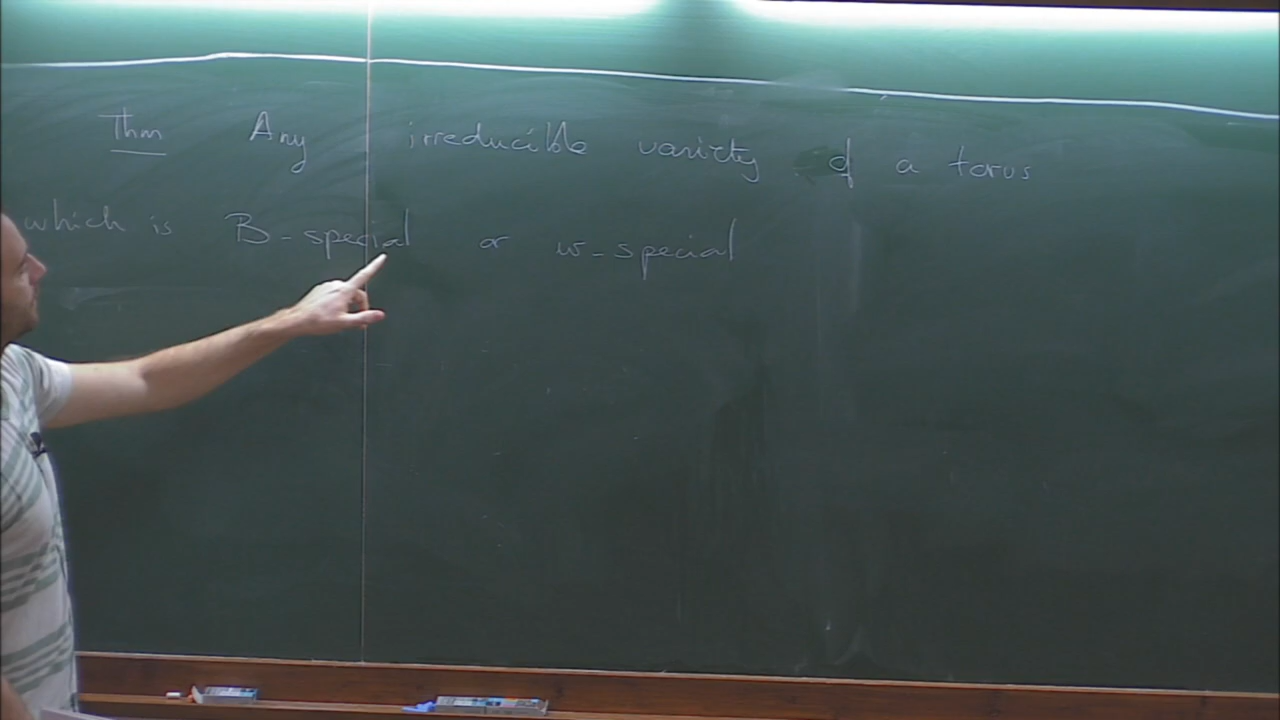 Thm Any irreducible variety of a torus
which is B-special or w-special